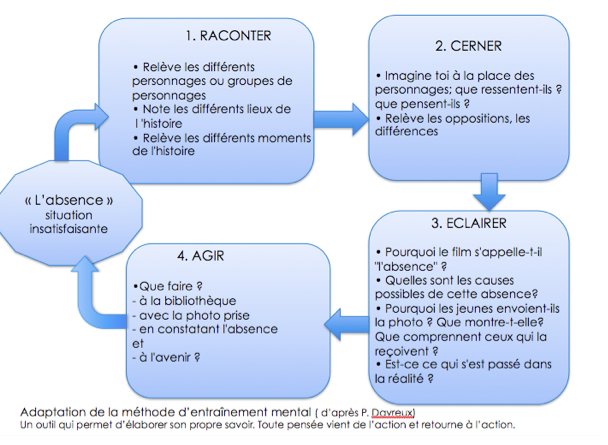 1. RACONTER
• Relève les différents
personnages ou groupes de
personnages
• Note les différents lieux de
l 'histoire
• Relève les différents moments
de l'histoire
2. CERNER
• Imagine toi à la place des
personnages; que ressentent-ils ?
que pensent-ils ?
• Relève les oppositions, les
différences
« L'absence »
situation
insatisfaisante
3. ECLAIRER
• Pourquoi le film s'appelle-t-il
"l'absence" ?
• Quelles sont les causes
possibles de cette absence?
• Pourquoi les jeunes envoient-ils
la photo ? Que montre-t-elle?
Que comprennent ceux qui la
reçoivent ?
• Est-ce ce qui s'est passé dans
la réalité ?
4. AGIR
•Que faire ?
- à la bibliothèque
- avec la photo prise
- en constatant l'absence
et
- à l'avenir ?
Adaptation de la méthode d'entraînement mental ( d'après P. Davreux)
Un outil qui permet d'élaborer son propre savoir. Toute pensée vient de l'action et retourne à l'action.